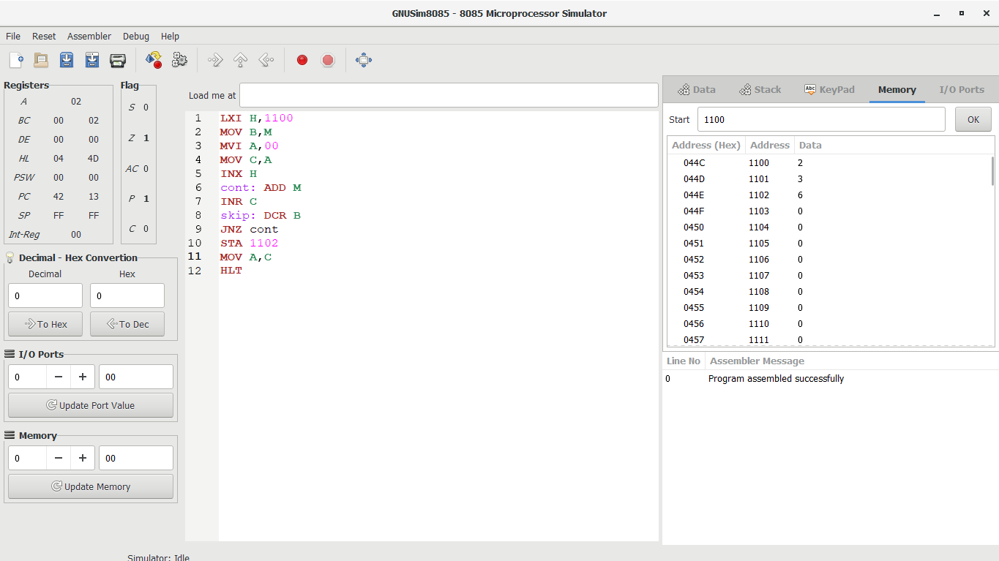 GNUSim8085 - 8085 Microprocessor Simulator
File Reset Assembler Debug Help
Registers
A 02
BC 00 02
DE 00 00
HL 04 4D
PSW 00 00
PC 42 13
SP FF FF
Int-Reg 00
Flag
S 0
Z 1
AC 0
P 1
C 0
Decimal - Hex Convertion
Decimal Hex
0 0
To Hex To Dec
I/O Ports
0 − + 00
Update Port Value
Memory
0 − + 00
Update Memory
Load me at
1 LXI H,1100
2 MOV B,M
3 MVI A,00
4 MOV C,A
5 INX H
6 cont: ADD M
7 INR C
8 skip: DCR B
9 JNZ cont
10 STA 1102
11 MOV A,C
12 HLT
Data Stack Abc KeyPad Memory I/O Ports
Start 1100 OK
Address (Hex) Address Data
044C 1100 2
044D 1101 3
044E 1102 6
044F 1103 0
0450 1104 0
0451 1105 0
0452 1106 0
0453 1107 0
0454 1108 0
0455 1109 0
0456 1110 0
0457 1111 0
Line No Assembler Message
0 Program assembled successfully
Simulator: Idle